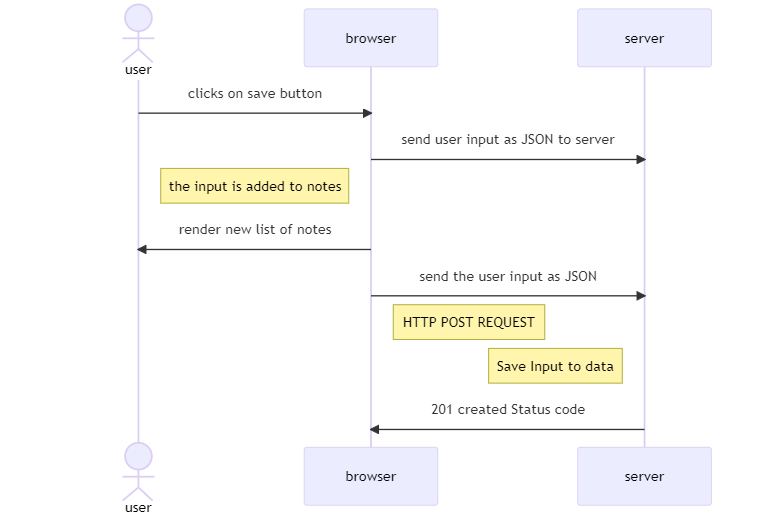 user
browser
server
clicks on save button
send user input as JSON to server
the input is added to notes
render new list of notes
send the user input as JSON
HTTP POST REQUEST
Save Input to data
201 created Status code
user
browser
server